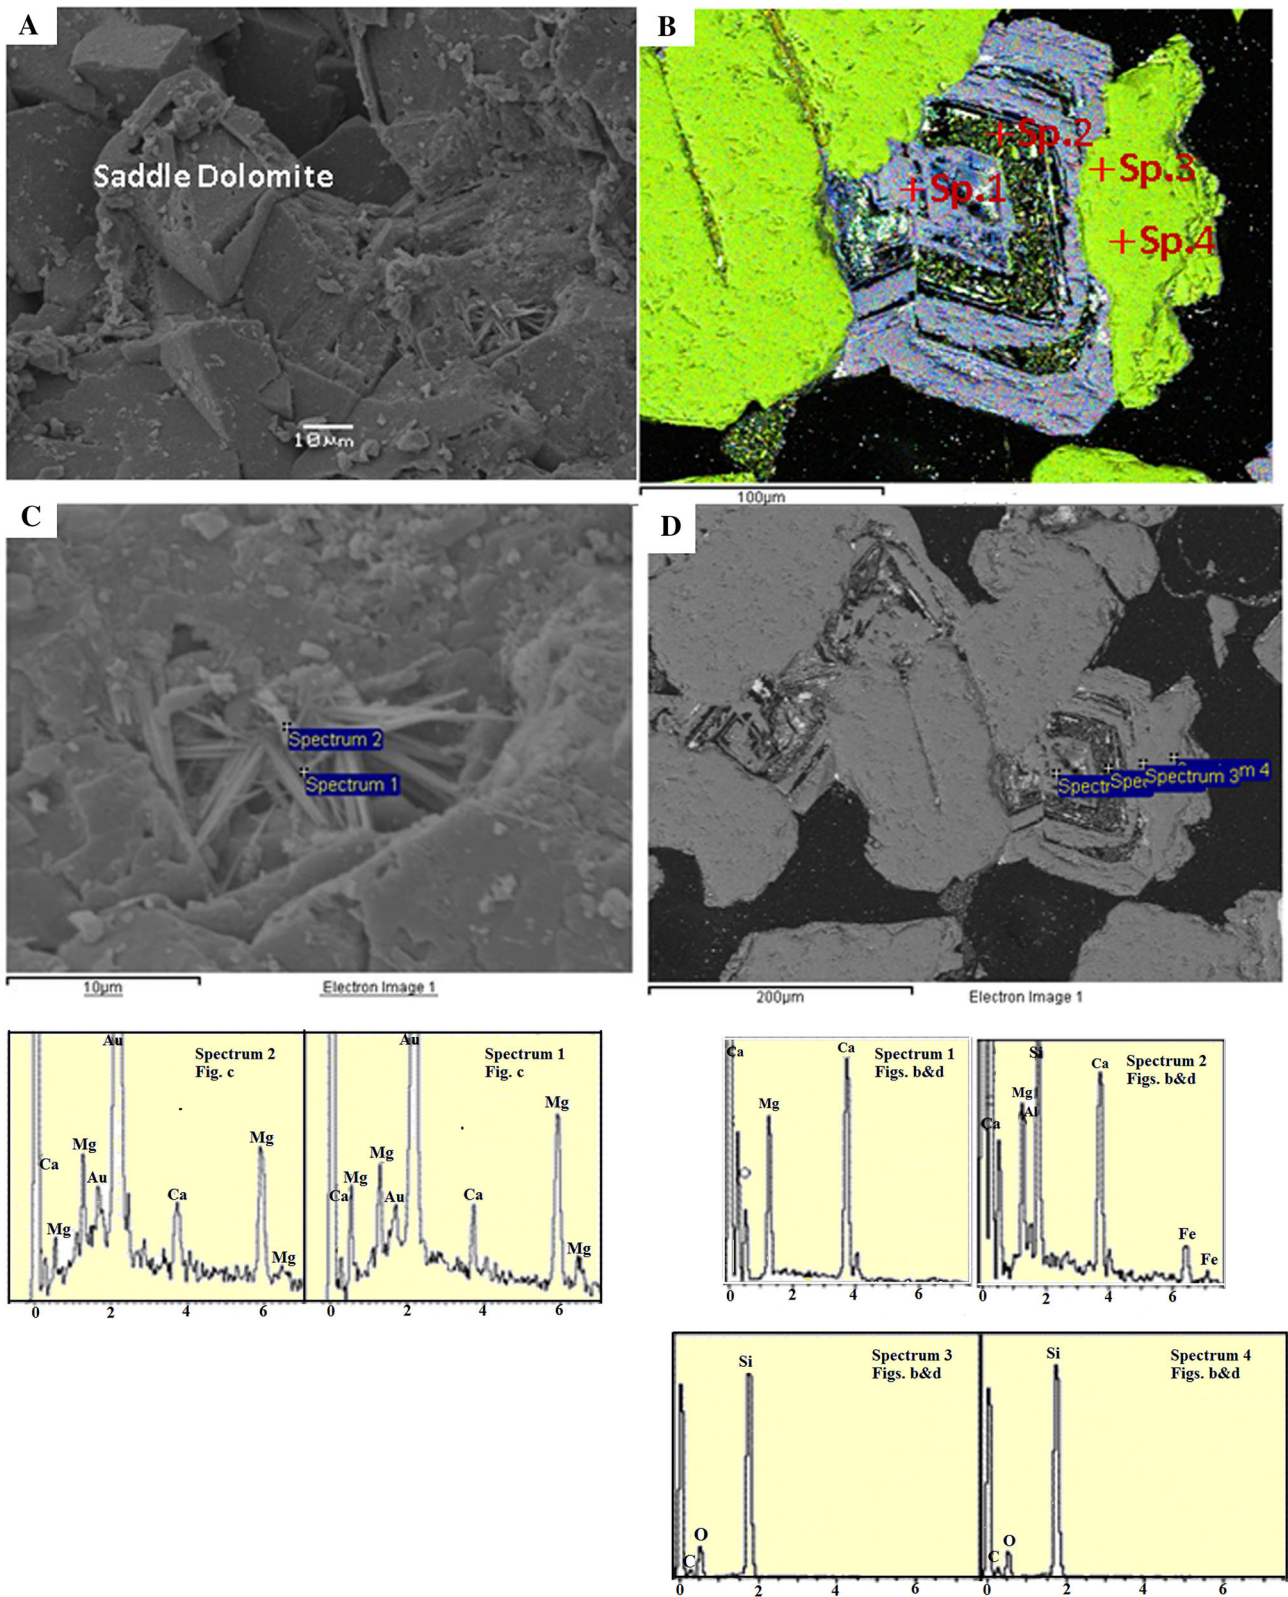 A
Saddle Dolomite
10μm
B
+Sp.2
+Sp.3
+Sp.1
+Sp.4
100μm
C
Spectrum 2
Spectrum 1
10μm
Electron Image 1
D
Spectr
Spec
Spectrum 3
m 4
200μm
Electron Image 1
Au
Spectrum 2
Fig. c
Mg
Mg
Ca
Au
Ca
Mg
Mg
0 2 4 6
Au
Spectrum 1
Fig. c
Mg
Mg
Mg
Ca
Au
Ca
Mg
0 2 4 6
Ca
Ca
Spectrum 1
Figs. b&d
Mg
O
0 2 4 6
Si
Spectrum 2
Figs. b&d
Ca
Mg
Al
Ca
Fe
Fe
0 2 4 6
Si
Spectrum 3
Figs. b&d
O
C
0 2 4 6
Si
Spectrum 4
Figs. b&d
O
C
0 2 4 6